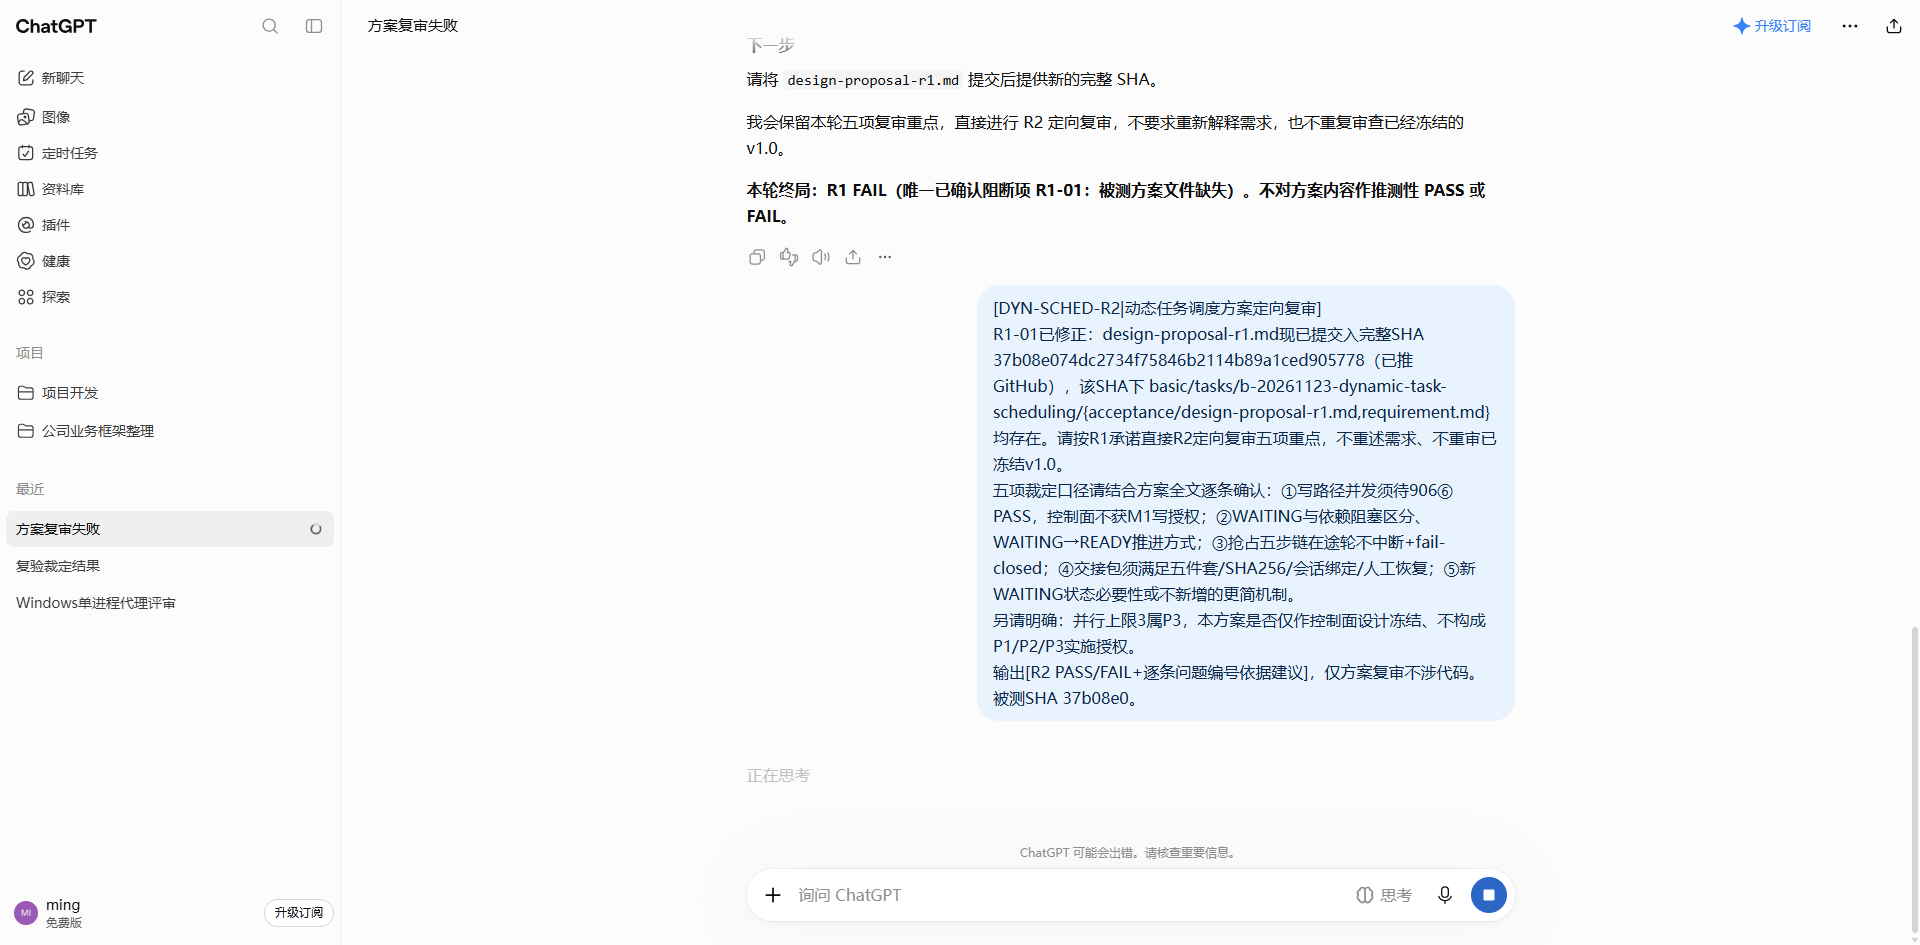 ChatGPT
新聊天
图像
定时任务
资料库
插件
健康
探索
项目
项目开发
公司业务框架整理
最近
方案复审失败
复验裁定结果
Windows单进程代理评审
MI
ming
免费版
升级订阅
方案复审失败
升级订阅
下一步
请将 design-proposal-r1.md 提交后提供新的完整 SHA。
我会保留本轮五项复审重点，直接进行 R2 定向复审，不要求重新解释需求，也不重复审查已经冻结的
v1.0。
本轮终局：R1 FAIL（唯一已确认阻断项 R1-01：被测方案文件缺失）。不对方案内容作推测性 PASS 或
FAIL。
[DYN-SCHED-R2|动态任务调度方案定向复审]
R1-01已修正：design-proposal-r1.md现已提交入完整SHA
37b08e074dc2734f75846b2114b89a1ced905778（已推
GitHub），该SHA下 basic/tasks/b-20261123-dynamic-task-
scheduling/{acceptance/design-proposal-r1.md,requirement.md}
均存在。请按R1承诺直接R2定向复审五项重点，不重述需求、不重审已
冻结v1.0。
五项裁定口径请结合方案全文逐条确认：①写路径并发须待906⑥
PASS，控制面不获M1写授权；②WAITING与依赖阻塞区分、
WAITING→READY推进方式；③抢占五步链在途轮不中断+fail-
closed；④交接包须满足五件套/SHA256/会话绑定/人工恢复；⑤新
WAITING状态必要性或不新增的更简机制。
另请明确：并行上限3属P3，本方案是否仅作控制面设计冻结、不构成
P1/P2/P3实施授权。
输出[R2 PASS/FAIL+逐条问题编号依据建议]，仅方案复审不涉代码。
被测SHA 37b08e0。
正在思考
ChatGPT 可能会出错。请核查重要信息。
询问 ChatGPT
思考